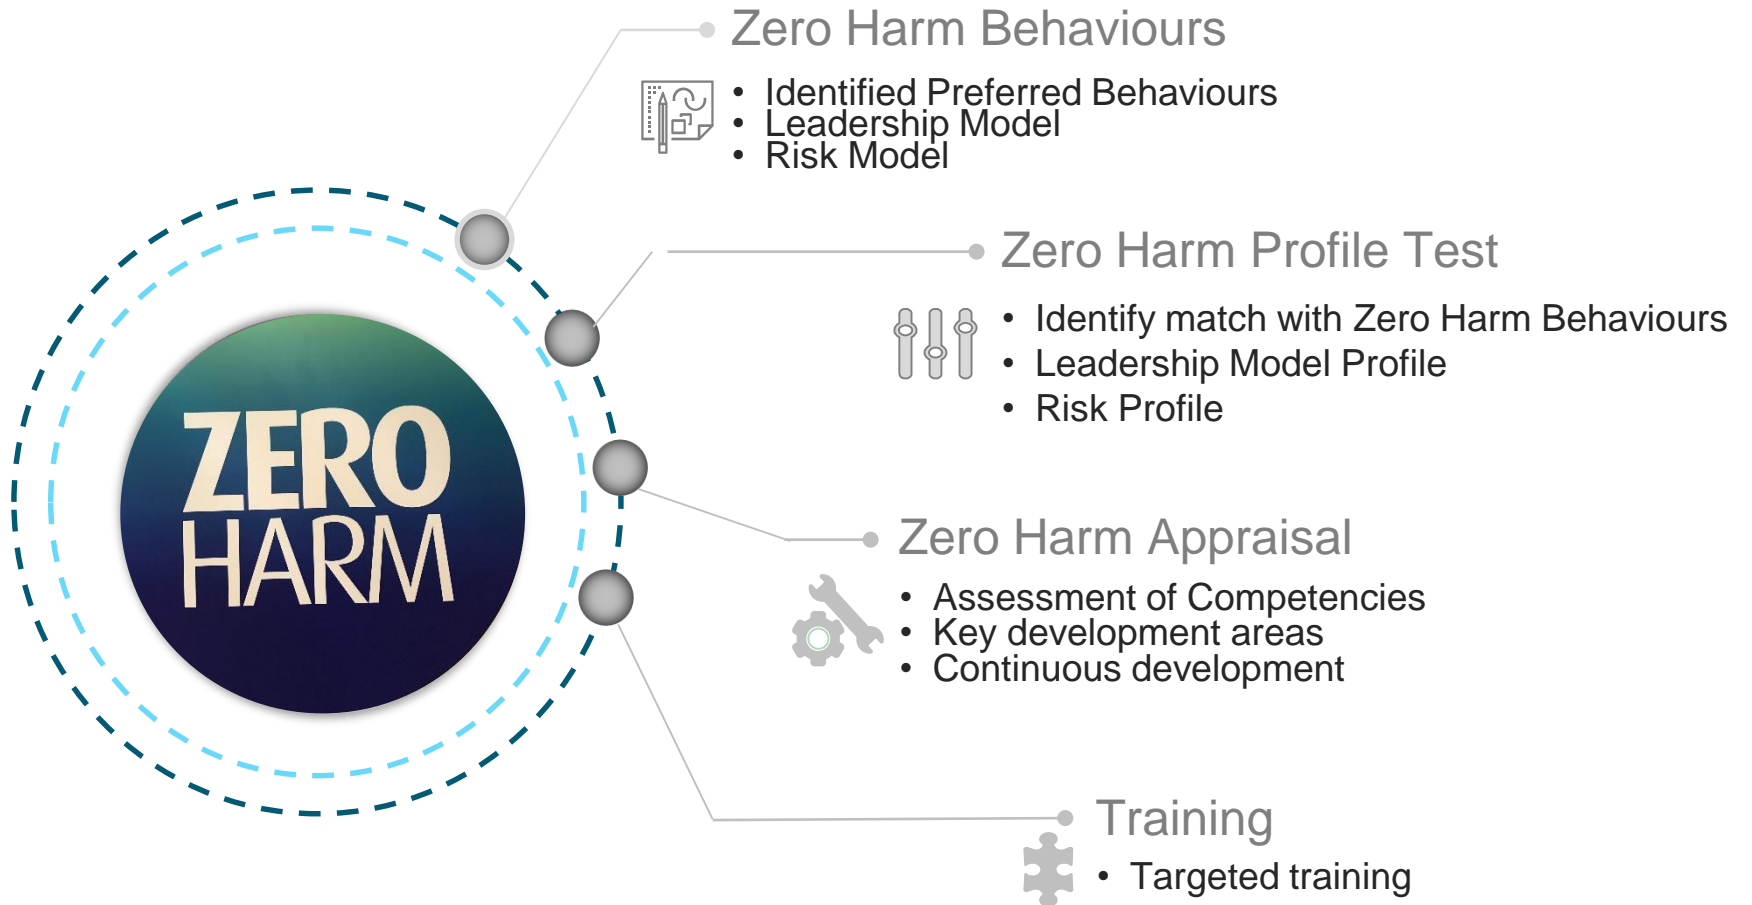 Zero Harm Behaviours
• Identified Preferred Behaviours
• Leadership Model
• Risk Model
Zero Harm Profile Test
• Identify match with Zero Harm Behaviours
• Leadership Model Profile
• Risk Profile
ZERO
HARM
Zero Harm Appraisal
• Assessment of Competencies
• Key development areas
• Continuous development
Training
• Targeted training